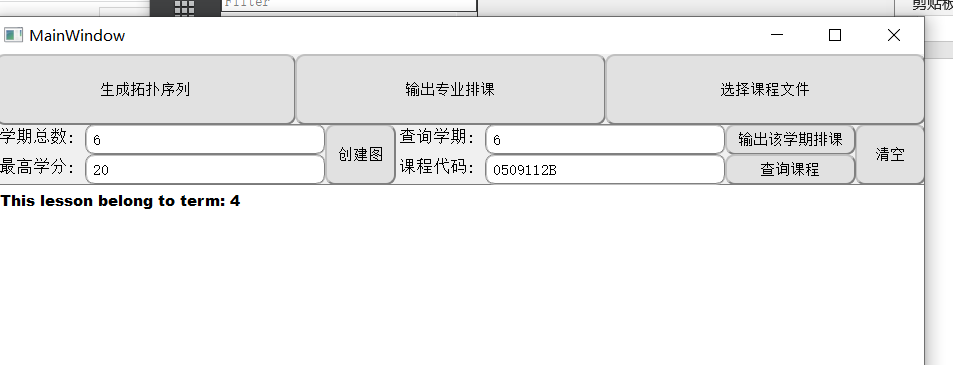 Filter
剪贴板
MainWindow
生成拓扑序列 输出专业排课 选择课程文件
学期总数: 6 创建图 查询学期: 6 输出该学期排课 清空
最高学分: 20 课程代码: 0509112B 查询课程
This lesson belong to term: 4